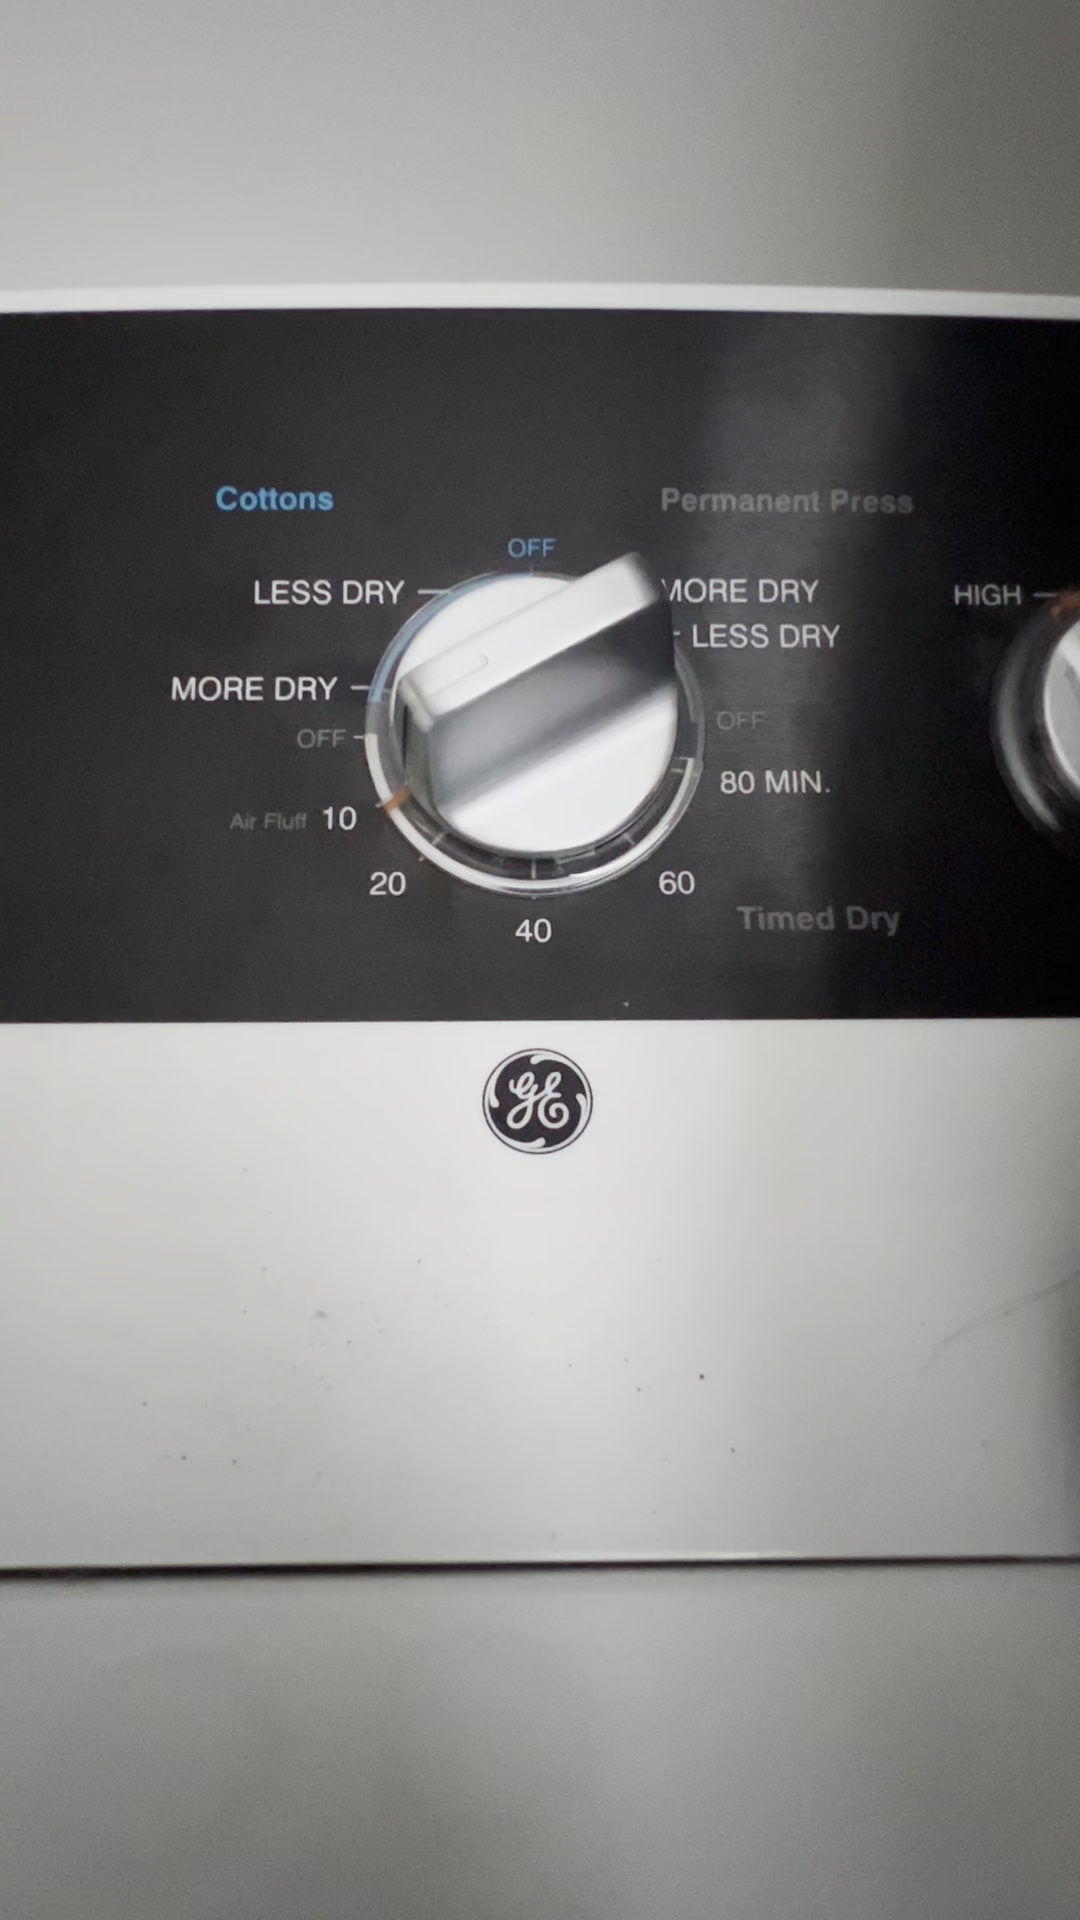 Cottons
Permanent Press
OFF
LESS DRY
MORE DRY
HIGH
LESS DRY
MORE DRY
OFF
OFF
80 MIN.
Air Fluff 10
20
60
40
Timed Dry
GE